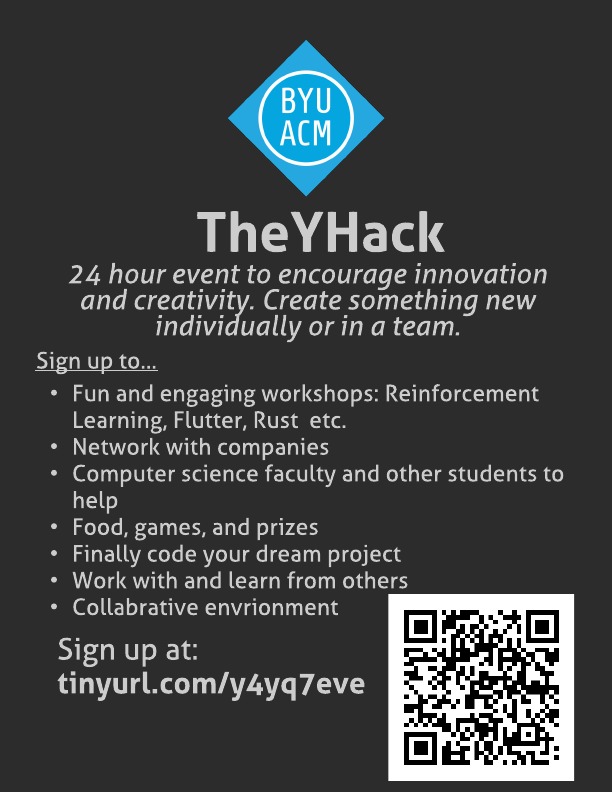 BYU
ACM
TheYHack
24 hour event to encourage innovation
and creativity. Create something new
individually or in a team.
Sign up to...
• Fun and engaging workshops: Reinforcement
Learning, Flutter, Rust  etc.
• Network with companies
• Computer science faculty and other students to
help
• Food, games, and prizes
• Finally code your dream project
• Work with and learn from others
• Collabrative envrionment
Sign up at:
tinyurl.com/y4yq7eve